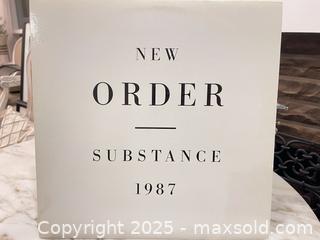 NEW
ORDER
SUBSTANCE
1987
Copyright 2025 - maxsold.com